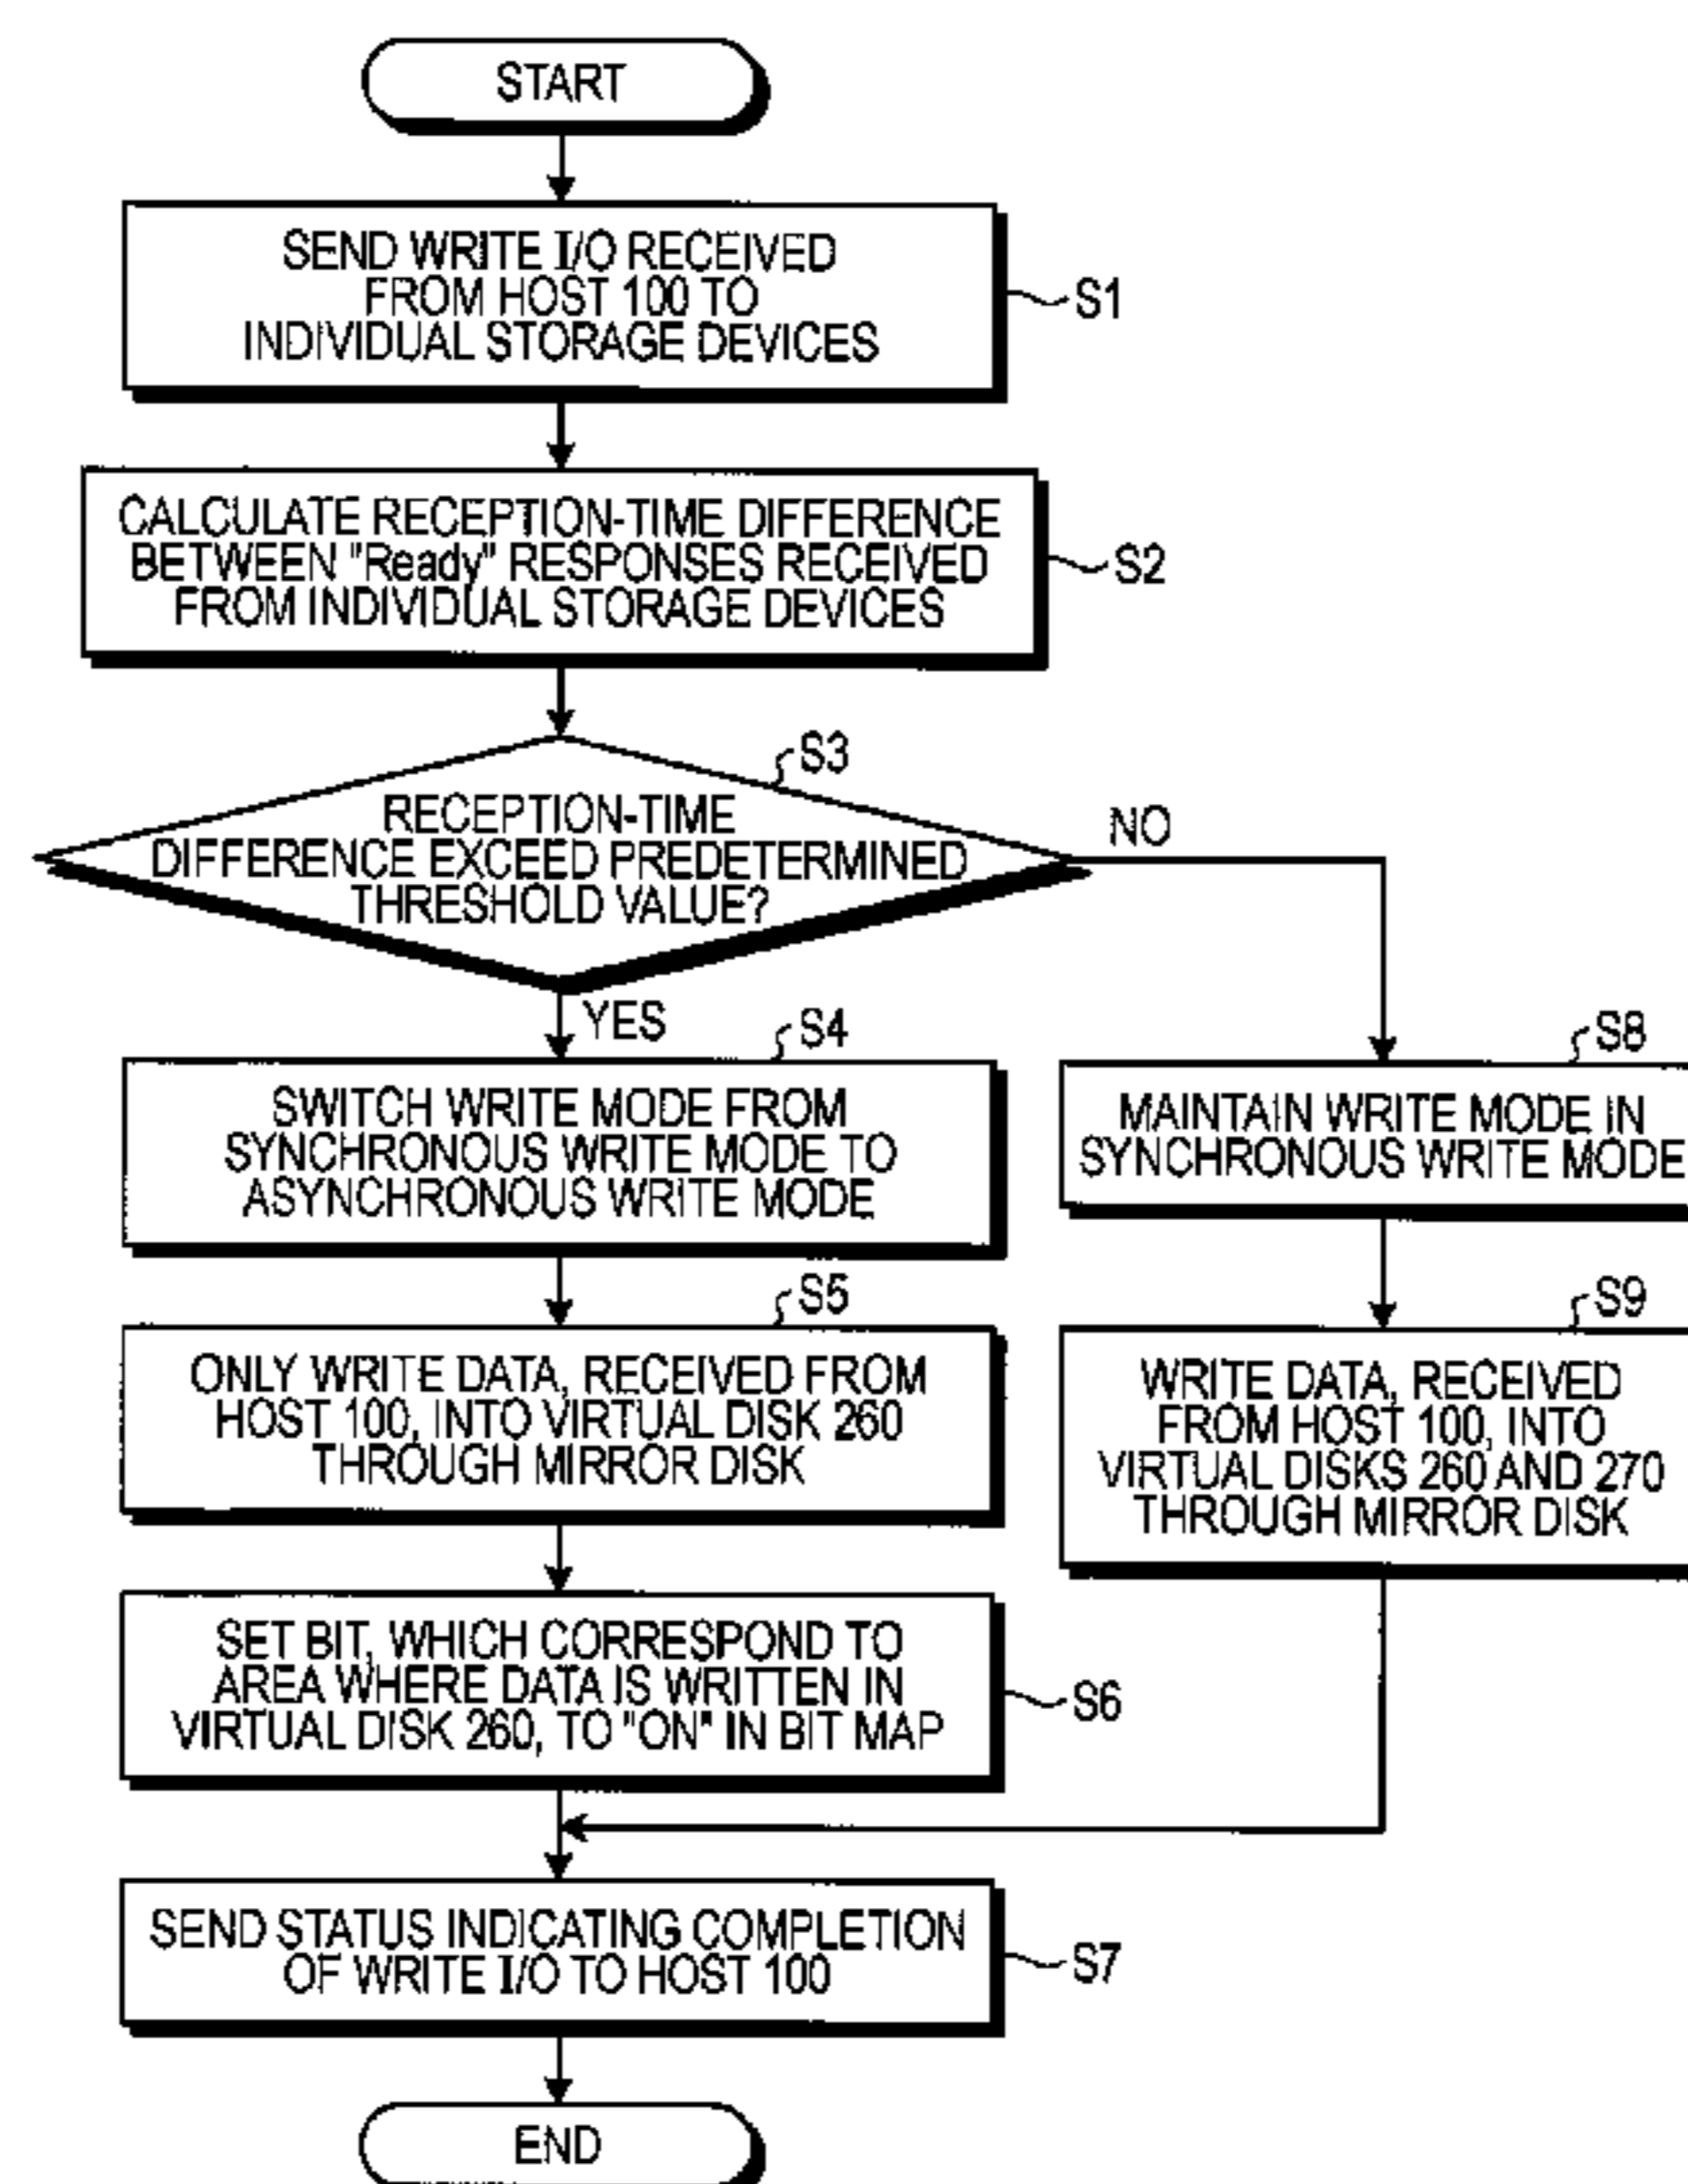 START
SEND WRITE I/O RECEIVED
FROM HOST 100 TO
INDIVIDUAL STORAGE DEVICES
S1
CALCULATE RECEPTION-TIME DIFFERENCE
BETWEEN "Ready" RESPONSES RECEIVED
FROM INDIVIDUAL STORAGE DEVICES
S2
S3
RECEPTION-TIME
DIFFERENCE EXCEED PREDETERMINED
THRESHOLD VALUE?
NO
YES
S4
SWITCH WRITE MODE FROM
SYNCHRONOUS WRITE MODE TO
ASYNCHRONOUS WRITE MODE
S8
MAINTAIN WRITE MODE IN
SYNCHRONOUS WRITE MODE
S5
ONLY WRITE DATA, RECEIVED FROM
HOST 100, INTO VIRTUAL DISK 260
THROUGH MIRROR DISK
S9
WRITE DATA, RECEIVED
FROM HOST 100, INTO
VIRTUAL DISKS 260 AND 270
THROUGH MIRROR DISK
SET BIT, WHICH CORRESPOND TO
AREA WHERE DATA IS WRITTEN IN
VIRTUAL DISK 260, TO "ON" IN BIT MAP
S6
SEND STATUS INDICATING COMPLETION
OF WRITE I/O TO HOST 100
S7
END